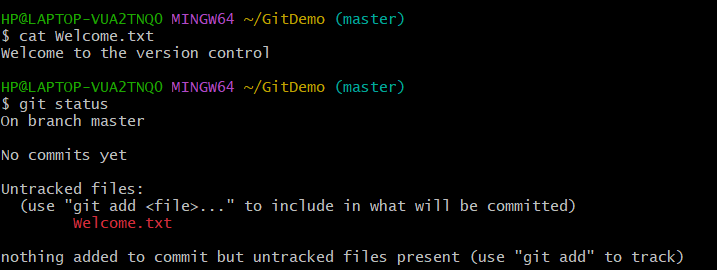 HP@LAPTOP-VUA2TNQO MINGW64 ~/GitDemo (master)
$ cat Welcome.txt
Welcome to the version control
HP@LAPTOP-VUA2TNQO MINGW64 ~/GitDemo (master)
$ git status
On branch master
No commits yet
Untracked files:
(use "git add <file>..." to include in what will be committed)
Welcome.txt
nothing added to commit but untracked files present (use "git add" to track)